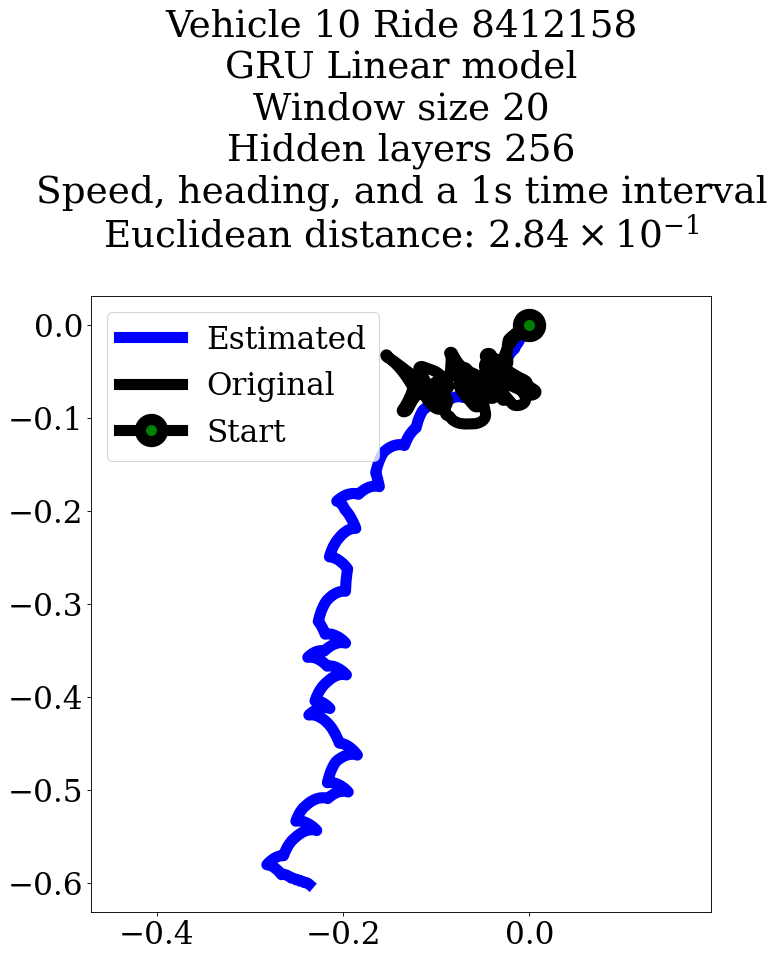 Vehicle 10 Ride 8412158
GRU Linear model
Window size 20
Hidden layers 256
Speed, heading, and a 1s time interval
Euclidean distance: 2.84 × 10⁻¹
Estimated
Original
Start
0.0
−0.1
−0.2
−0.3
−0.4
−0.5
−0.6
−0.4 −0.2 0.0